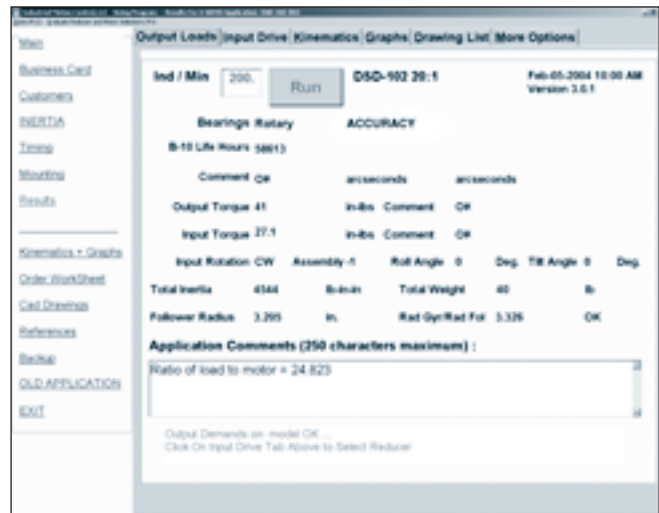 Output Loads Input Drive Kinematics Graphs Drawing List More Options
Main
Business Card
Customers
INERTIA
Timing
Mounting
Results
Kinematics + Graphs
Order WorkSheet
Cad Drawings
References
Backup
OLD APPLICATION
EXIT
Ind / Min 200. Run DSD-102 20:1 Feb-05-2004 10:00 AM
Version 3.0.1
Bearings Rotary ACCURACY
B-10 Life Hours 58613
Comment OK arcseconds arcseconds
Output Torque 41 in-lbs Comment OK
Input Torque 27.1 in-lbs Comment OK
Input Rotation CW Assembly -1 Roll Angle 0 Deg. Tilt Angle 0 Deg.
Total Inertia 4344 lb-in-in Total Weight 40 lb
Follower Radius 3.295 in. Rad Gyr/Rad Fol 3.326 OK
Application Comments (250 characters maximum) :
Ratio of load to motor = 24.823
Output Demands on model OK ...
Click On Input Drive Tab Above to Select Reducer